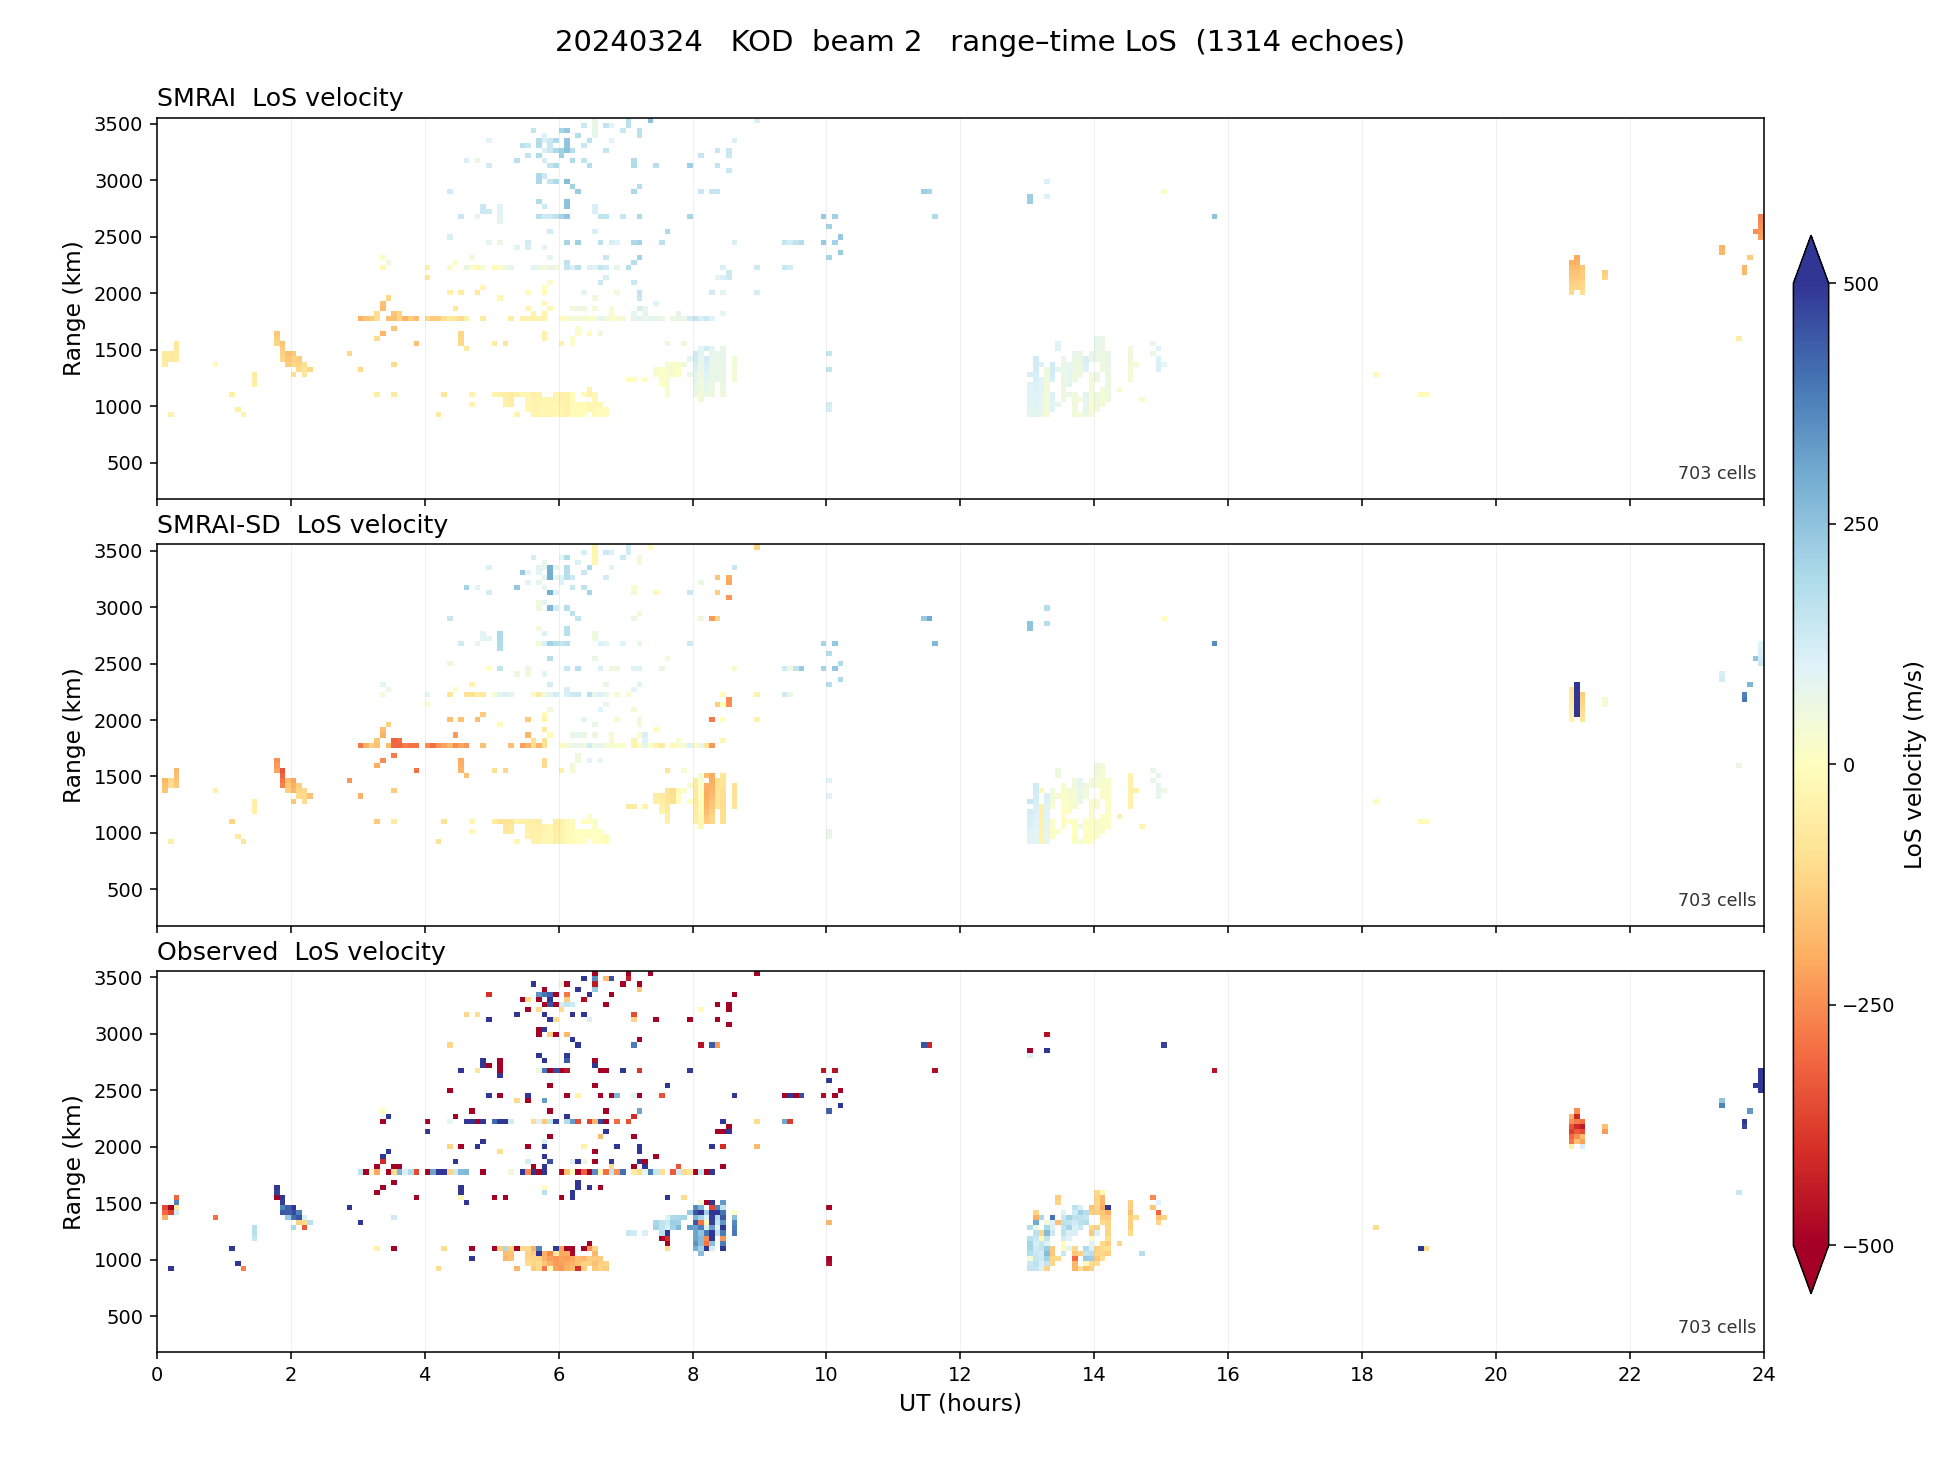 20240324   KOD  beam 2   range–time LoS  (1314 echoes)
SMRAI  LoS velocity
3500
3000
2500
2000
1500
1000
500
Range (km)
703 cells
SMRAI-SD  LoS velocity
3500
3000
2500
2000
1500
1000
500
Range (km)
703 cells
Observed  LoS velocity
3500
3000
2500
2000
1500
1000
500
Range (km)
703 cells
0 2 4 6 8 10 12 14 16 18 20 22 24
UT (hours)
500
250
0
−250
−500
LoS velocity (m/s)